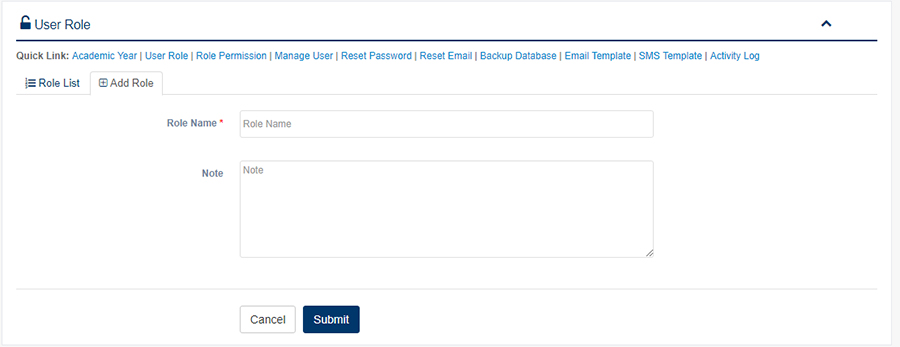 User Role
Quick Link: Academic Year | User Role | Role Permission | Manage User | Reset Password | Reset Email | Backup Database | Email Template | SMS Template | Activity Log
Role List Add Role
Role Name * Role Name
Note Note
Cancel Submit